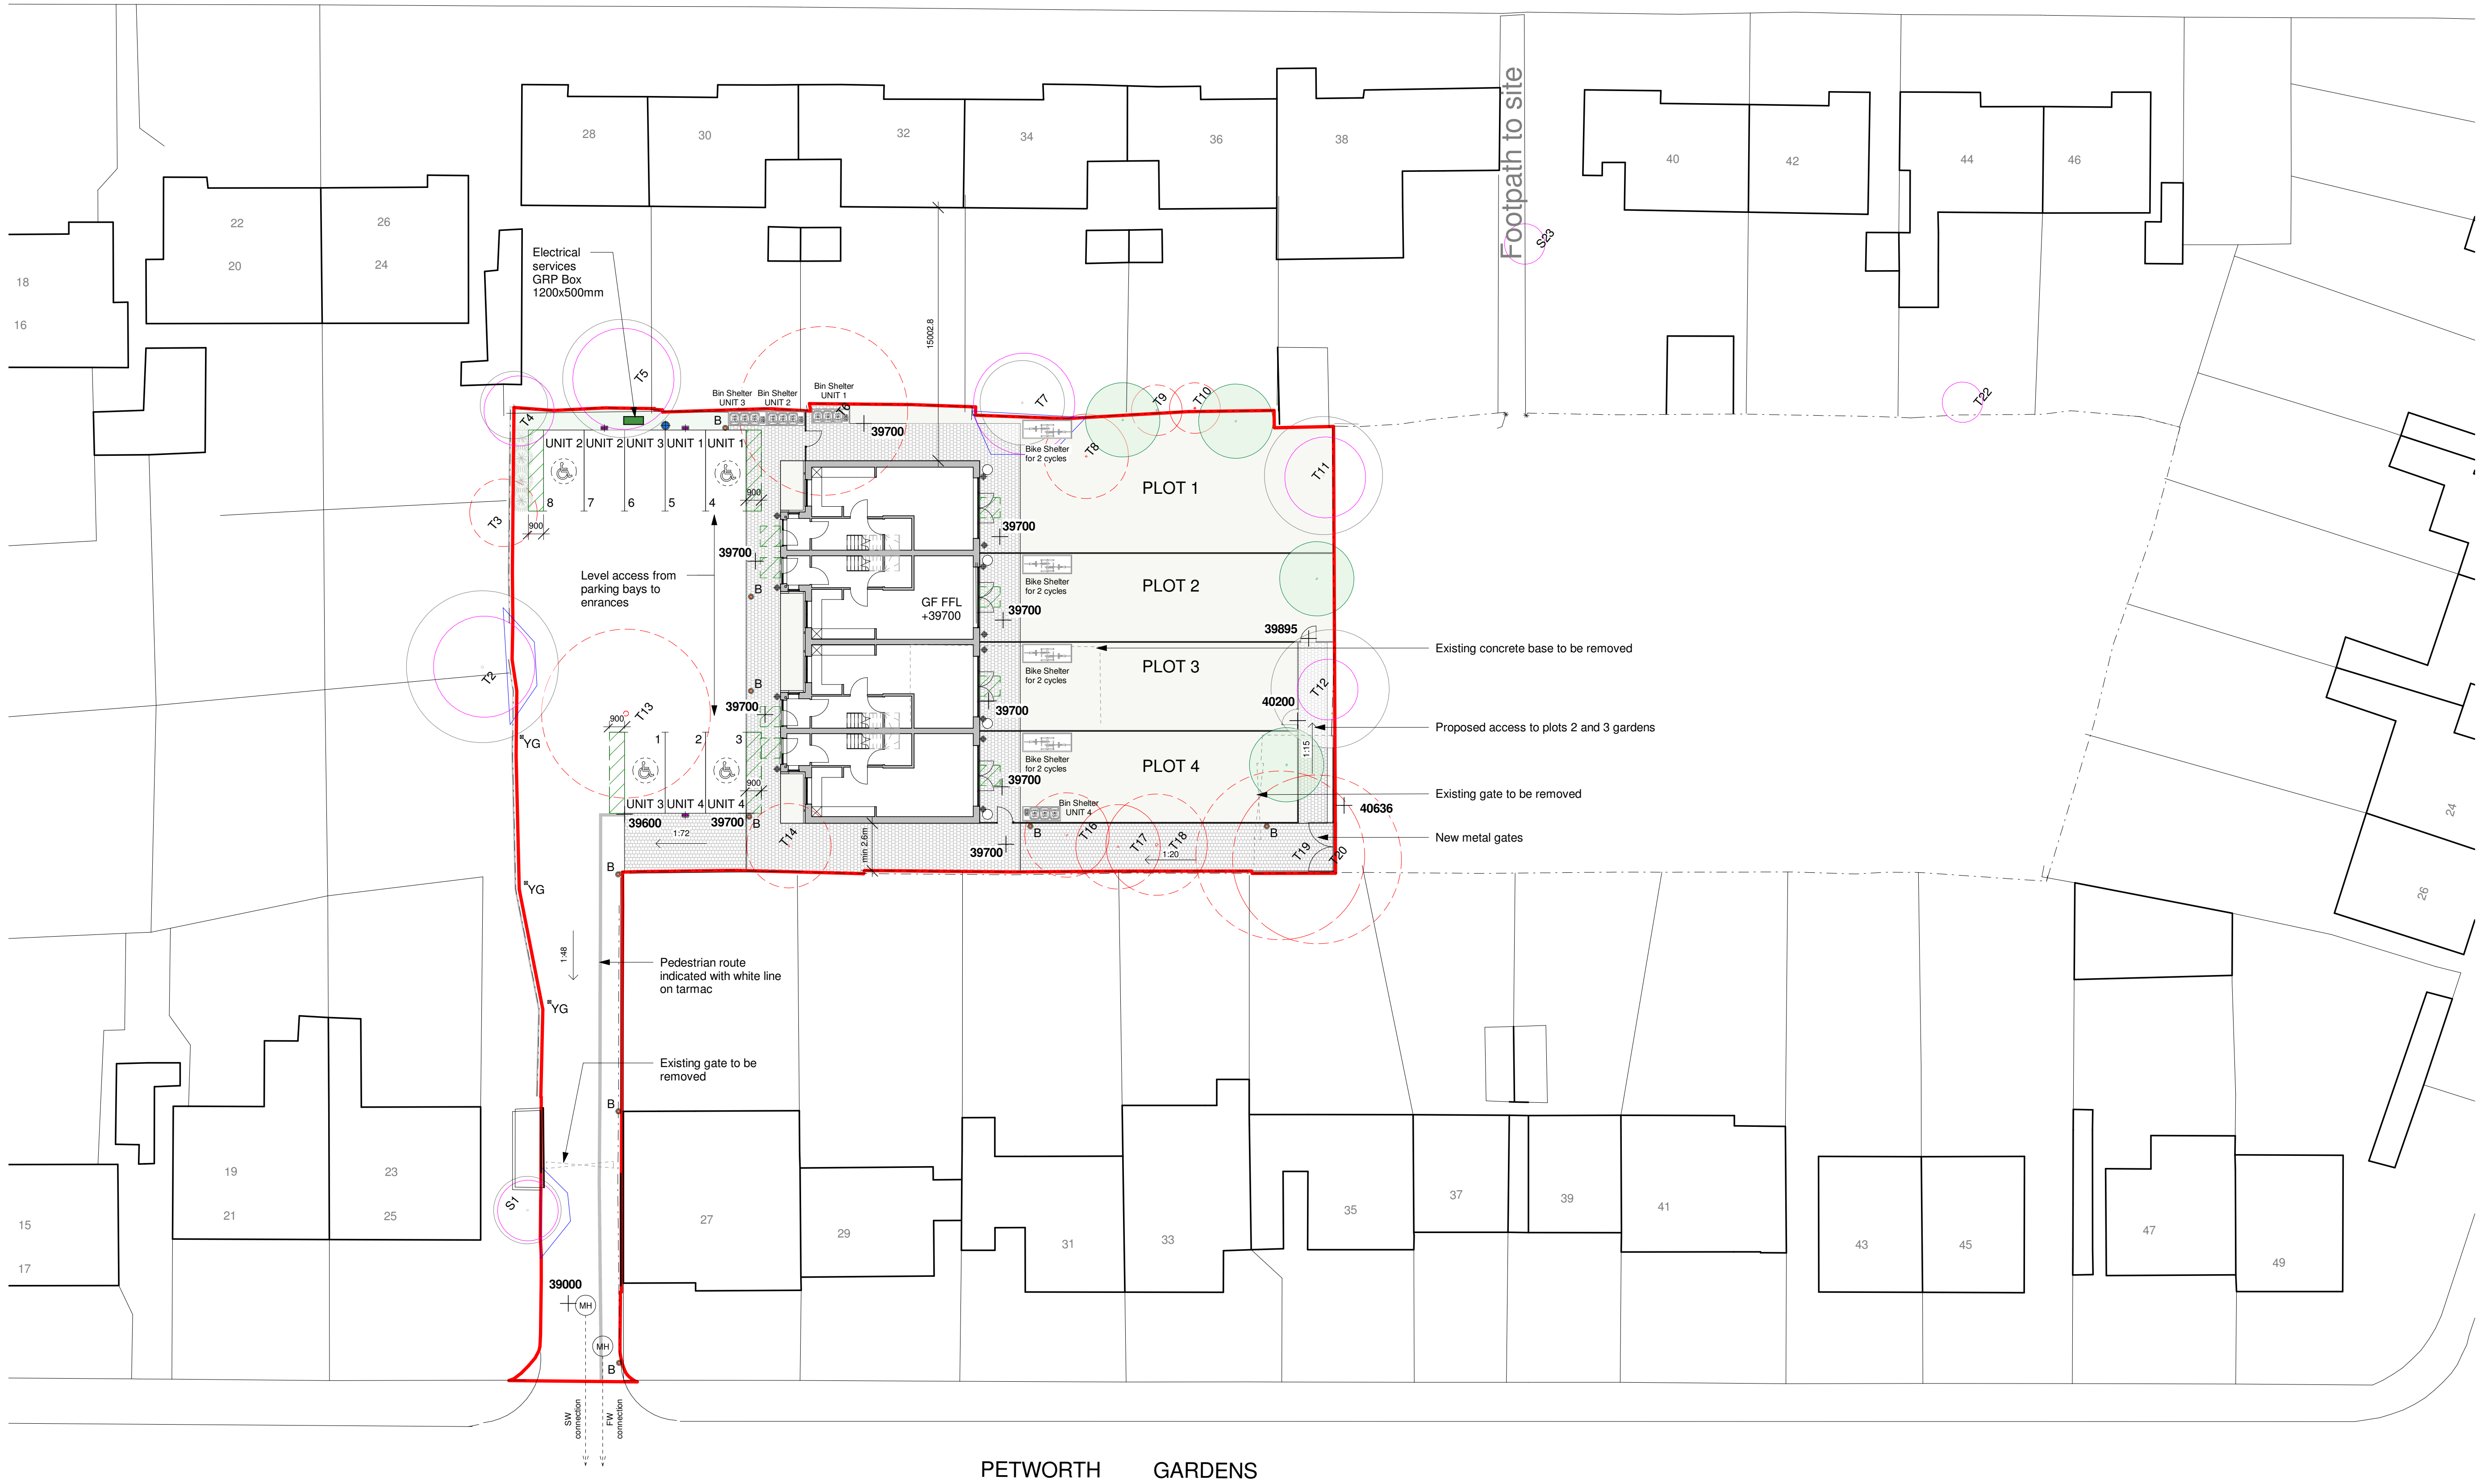 Footpath to site
28
30
32
34
36
38
40
42
44
46
22
26
20
24
18
16
S23
Electrical
services
GRP Box
1200x500mm
15002.8
T5
T4
Bin Shelter
UNIT 3
Bin Shelter
UNIT 2
Bin Shelter
UNIT 1
T6
T7
T9
T10
T22
B
39700
UNIT 2
UNIT 2
UNIT 3
UNIT 1
UNIT 1
Bike Shelter
for 2 cycles
T8
T11
PLOT 1
8
7
6
5
4
900
900
T3
39700
39700
Level access from
parking bays to
enrances
B
GF FFL
+39700
Bike Shelter
for 2 cycles
PLOT 2
39700
39895
Existing concrete base to be removed
T2
Bike Shelter
for 2 cycles
PLOT 3
T12
B
39700
39700
40200
Proposed access to plots 2 and 3 gardens
900
T13
YG
1
2
3
1:15
Bike Shelter
for 2 cycles
PLOT 4
39700
900
Existing gate to be removed
UNIT 3
UNIT 4
UNIT 4
Bin Shelter
UNIT 4
40636
39600
39700
B
1:72
T14
min 2.6m
39700
B
T16
T17
T18
1:20
B
T19
T20
New metal gates
24
26
B
YG
1:48
Pedestrian route
indicated with white line
on tarmac
YG
Existing gate to be
removed
B
19
23
21
25
15
17
S1
27
29
31
33
35
37
39
41
43
45
47
49
39000
MH
MH
B
SW
connection
FW
connection
PETWORTH GARDENS